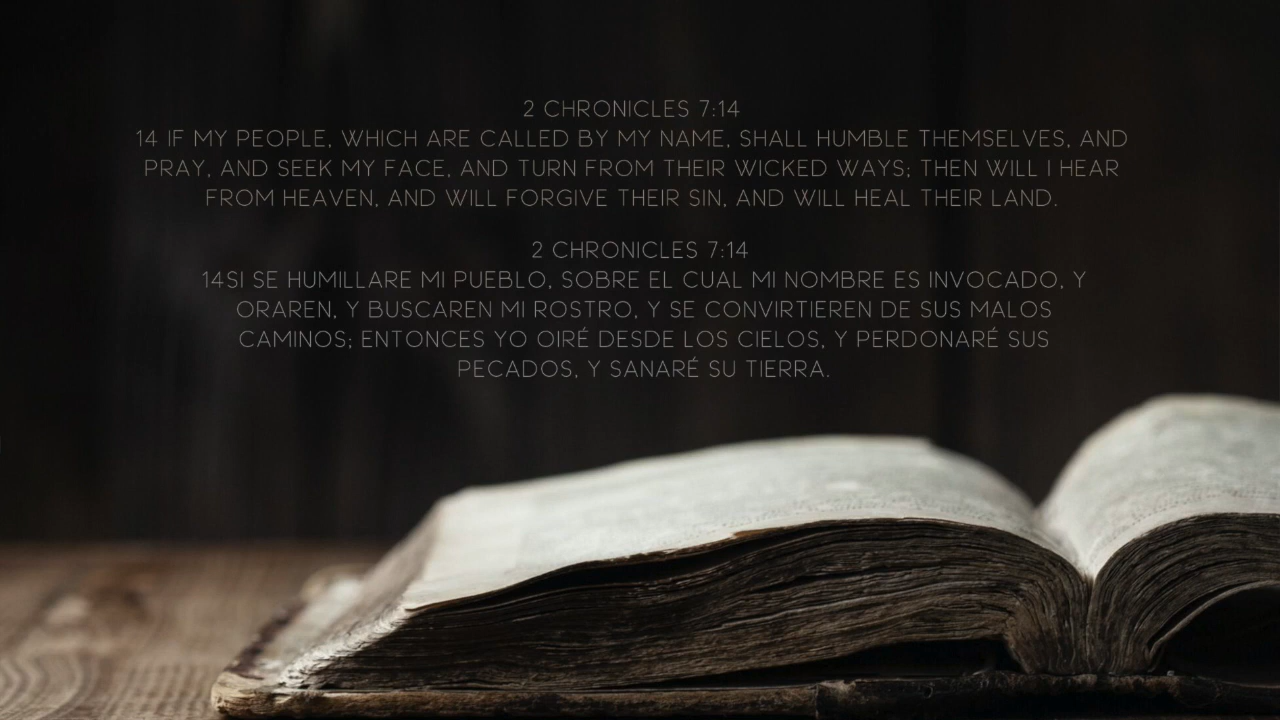 2 CHRONICLES 7:14
14 IF MY PEOPLE, WHICH ARE CALLED BY MY NAME, SHALL HUMBLE THEMSELVES, AND
PRAY, AND SEEK MY FACE, AND TURN FROM THEIR WICKED WAYS; THEN WILL I HEAR
FROM HEAVEN, AND WILL FORGIVE THEIR SIN, AND WILL HEAL THEIR LAND.
2 CHRONICLES 7:14
14SI SE HUMILLARE MI PUEBLO, SOBRE EL CUAL MI NOMBRE ES INVOCADO, Y
ORAREN, Y BUSCAREN MI ROSTRO, Y SE CONVIRTIEREN DE SUS MALOS
CAMINOS; ENTONCES YO OIRÉ DESDE LOS CIELOS, Y PERDONARÉ SUS
PECADOS, Y SANARÉ SU TIERRA.